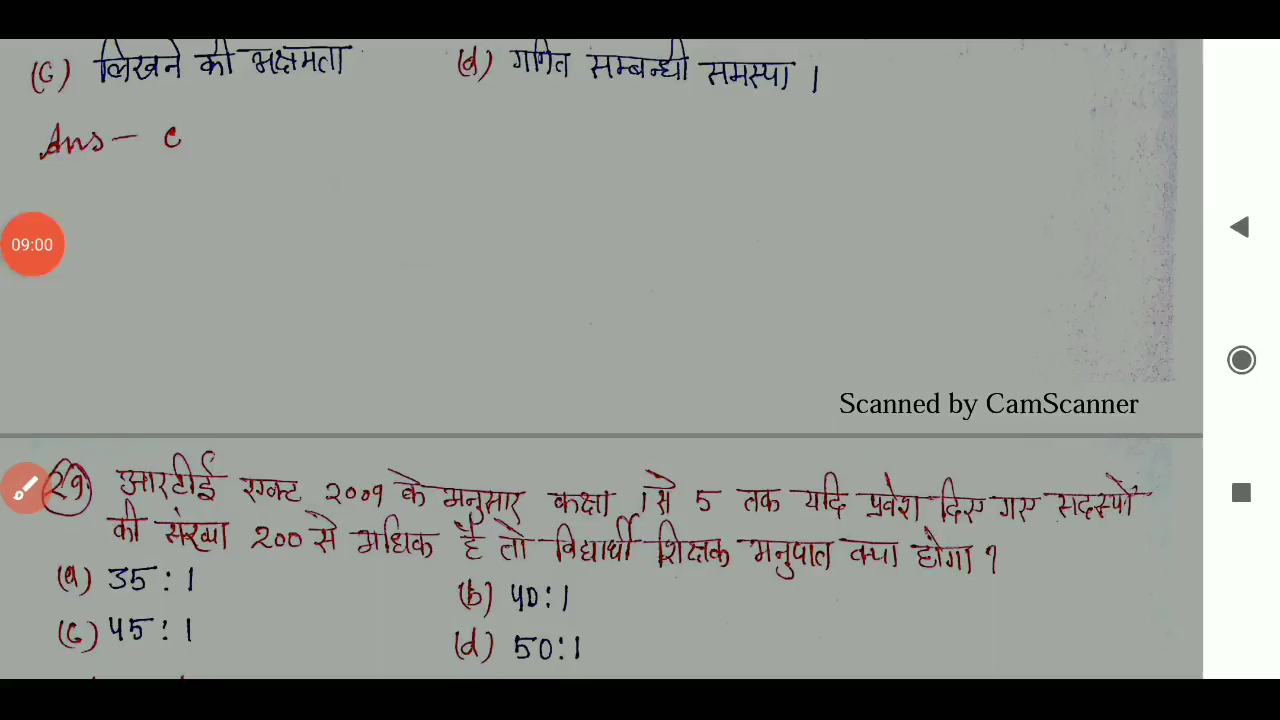 (c) लिखने की अक्षमता (d) गणित सम्बन्धी समस्या ।
Ans - c
09:00
Scanned by CamScanner
29. आरटीई एक्ट 2009 के अनुसार कक्षा 1 से 5 तक यदि प्रवेश दिए गए सदस्यों
की संख्या 200 से अधिक है तो विद्यार्थी शिक्षक अनुपात क्या होगा ?
(a) 35 : 1 (b) 40 : 1
(c) 45 : 1 (d) 50 : 1